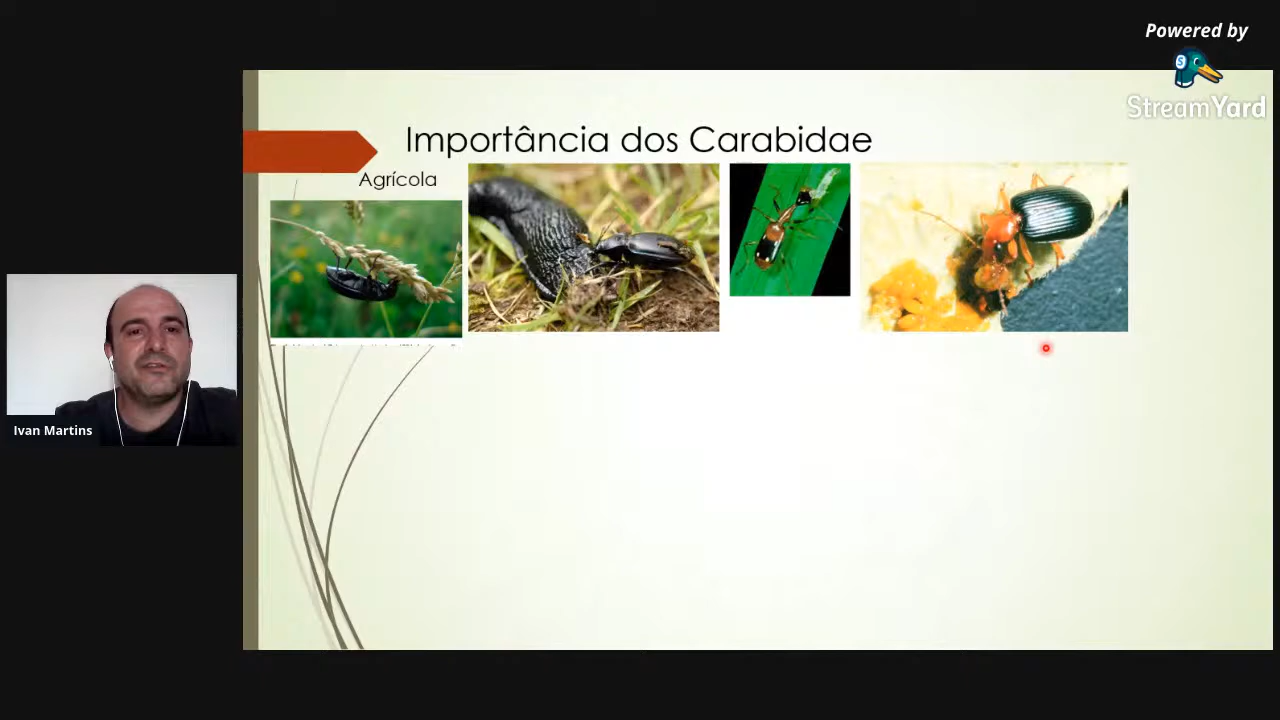 Powered by
StreamYard
Importância dos Carabidae
Agrícola
Ivan Martins